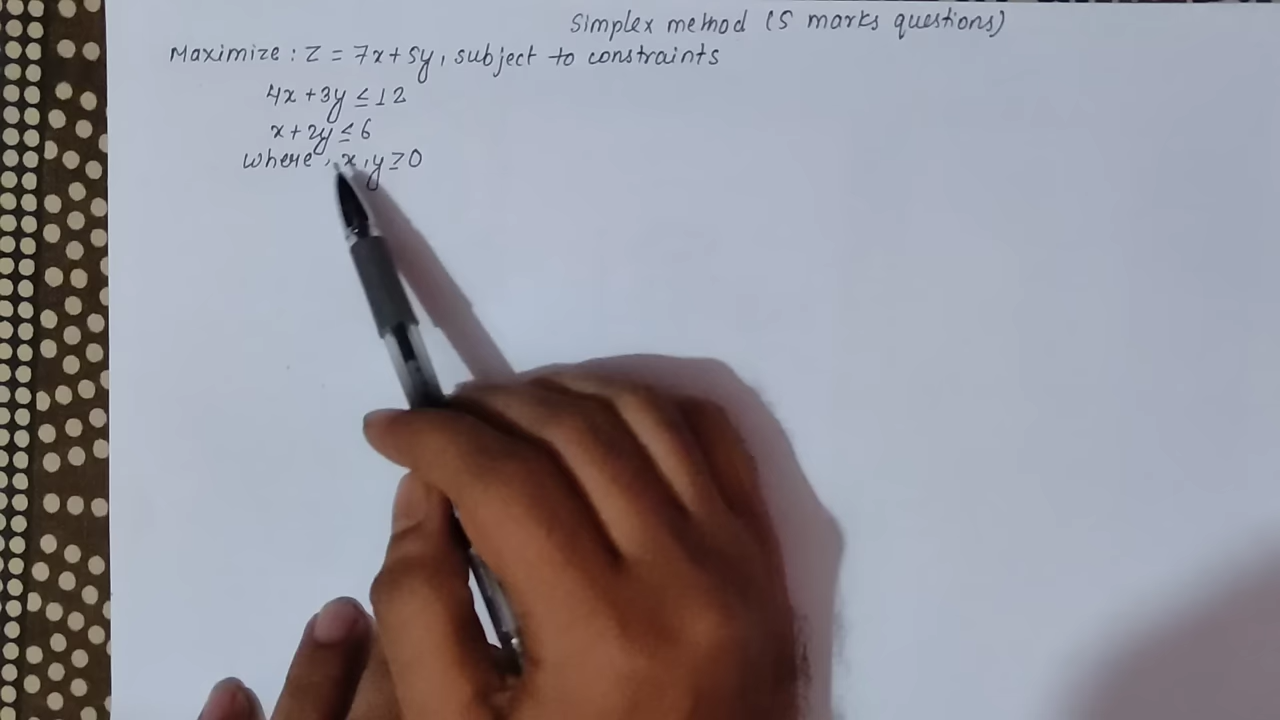 Simplex method (5 marks questions)
Maximize : Z = 7x + 5y, subject to constraints
4x + 3y ≤ 12
x + 2y ≤ 6
where, x, y ≥ 0